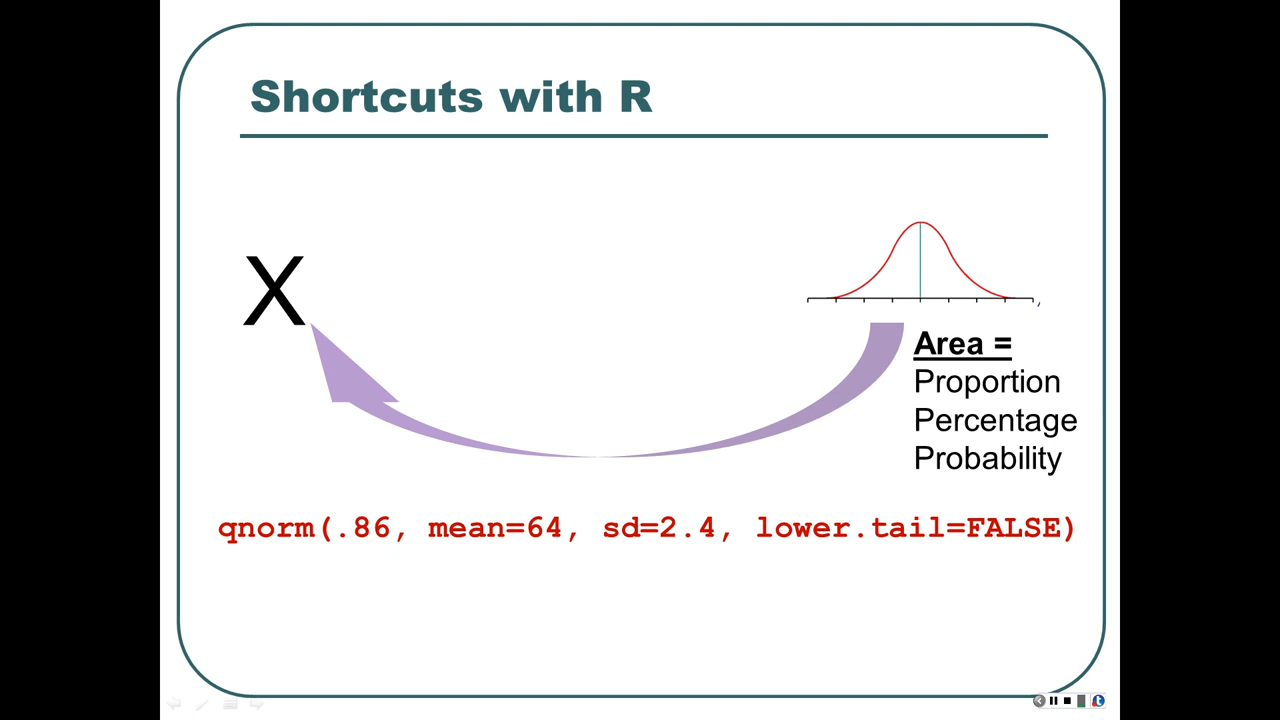 Shortcuts with R
X
Area =
Proportion
Percentage
Probability
qnorm(.86, mean=64, sd=2.4, lower.tail=FALSE)